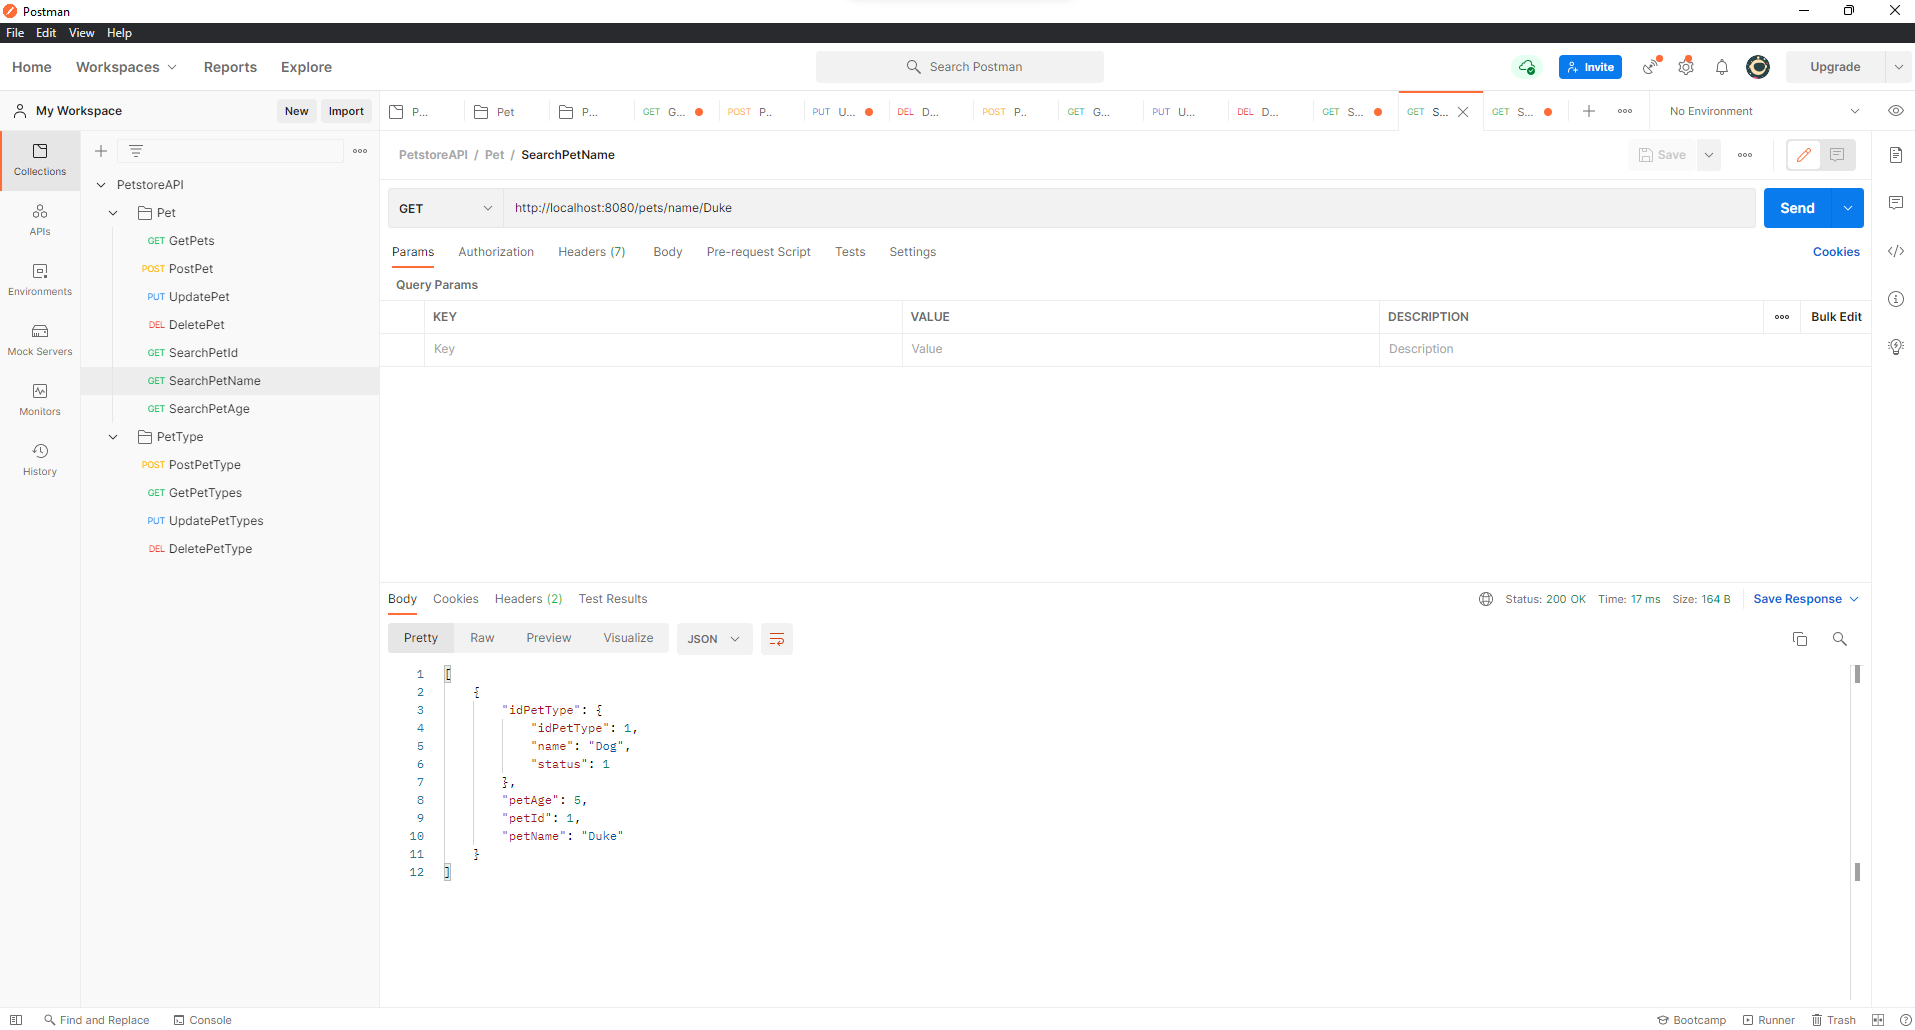 Postman
File Edit View Help
Home Workspaces Reports Explore
Search Postman
Invite
Upgrade
My Workspace
New Import
P...
Pet
P...
GET G...
POST P..
PUT U...
DEL D...
POST P..
GET G...
PUT U...
DEL D...
GET S...
GET S...
GET S...
No Environment
Collections
APIs
Environments
Mock Servers
Monitors
History
PetstoreAPI
Pet
GET GetPets
POST PostPet
PUT UpdatePet
DEL DeletePet
GET SearchPetId
GET SearchPetName
GET SearchPetAge
PetType
POST PostPetType
GET GetPetTypes
PUT UpdatePetTypes
DEL DeletePetType
PetstoreAPI / Pet / SearchPetName
Save
GET http://localhost:8080/pets/name/Duke
Send
Params Authorization Headers (7) Body Pre-request Script Tests Settings Cookies
Query Params
KEY VALUE DESCRIPTION Bulk Edit
Key Value Description
Body Cookies Headers (2) Test Results
Status: 200 OK Time: 17 ms Size: 164 B Save Response
Pretty Raw Preview Visualize JSON
1 [
2 {
3 "idPetType": {
4 "idPetType": 1,
5 "name": "Dog",
6 "status": 1
7 },
8 "petAge": 5,
9 "petId": 1,
10 "petName": "Duke"
11 }
12 ]
Find and Replace Console
Bootcamp Runner Trash